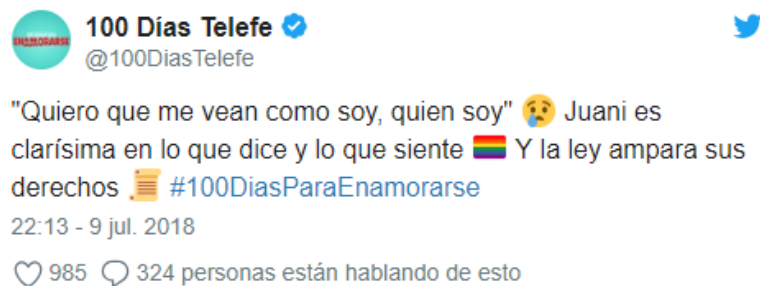 100 Días Telefe
@100DiasTelefe
"Quiero que me vean como soy, quien soy" 😢 Juani es
clarísima en lo que dice y lo que siente 🏳️‍🌈 Y la ley ampara sus
derechos 📜 #100DiasParaEnamorarse
22:13 - 9 jul. 2018
985 324 personas están hablando de esto